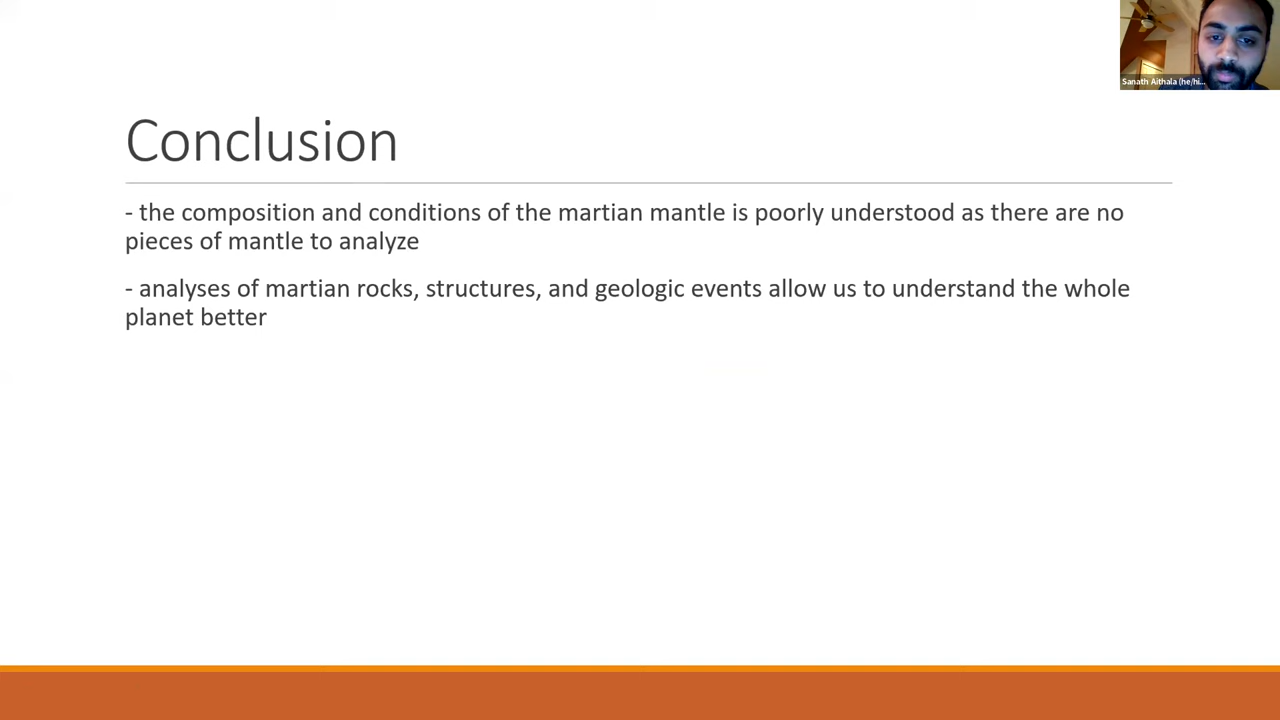 Sanath Aithala (he/hi...
Conclusion
- the composition and conditions of the martian mantle is poorly understood as there are no
pieces of mantle to analyze
- analyses of martian rocks, structures, and geologic events allow us to understand the whole
planet better